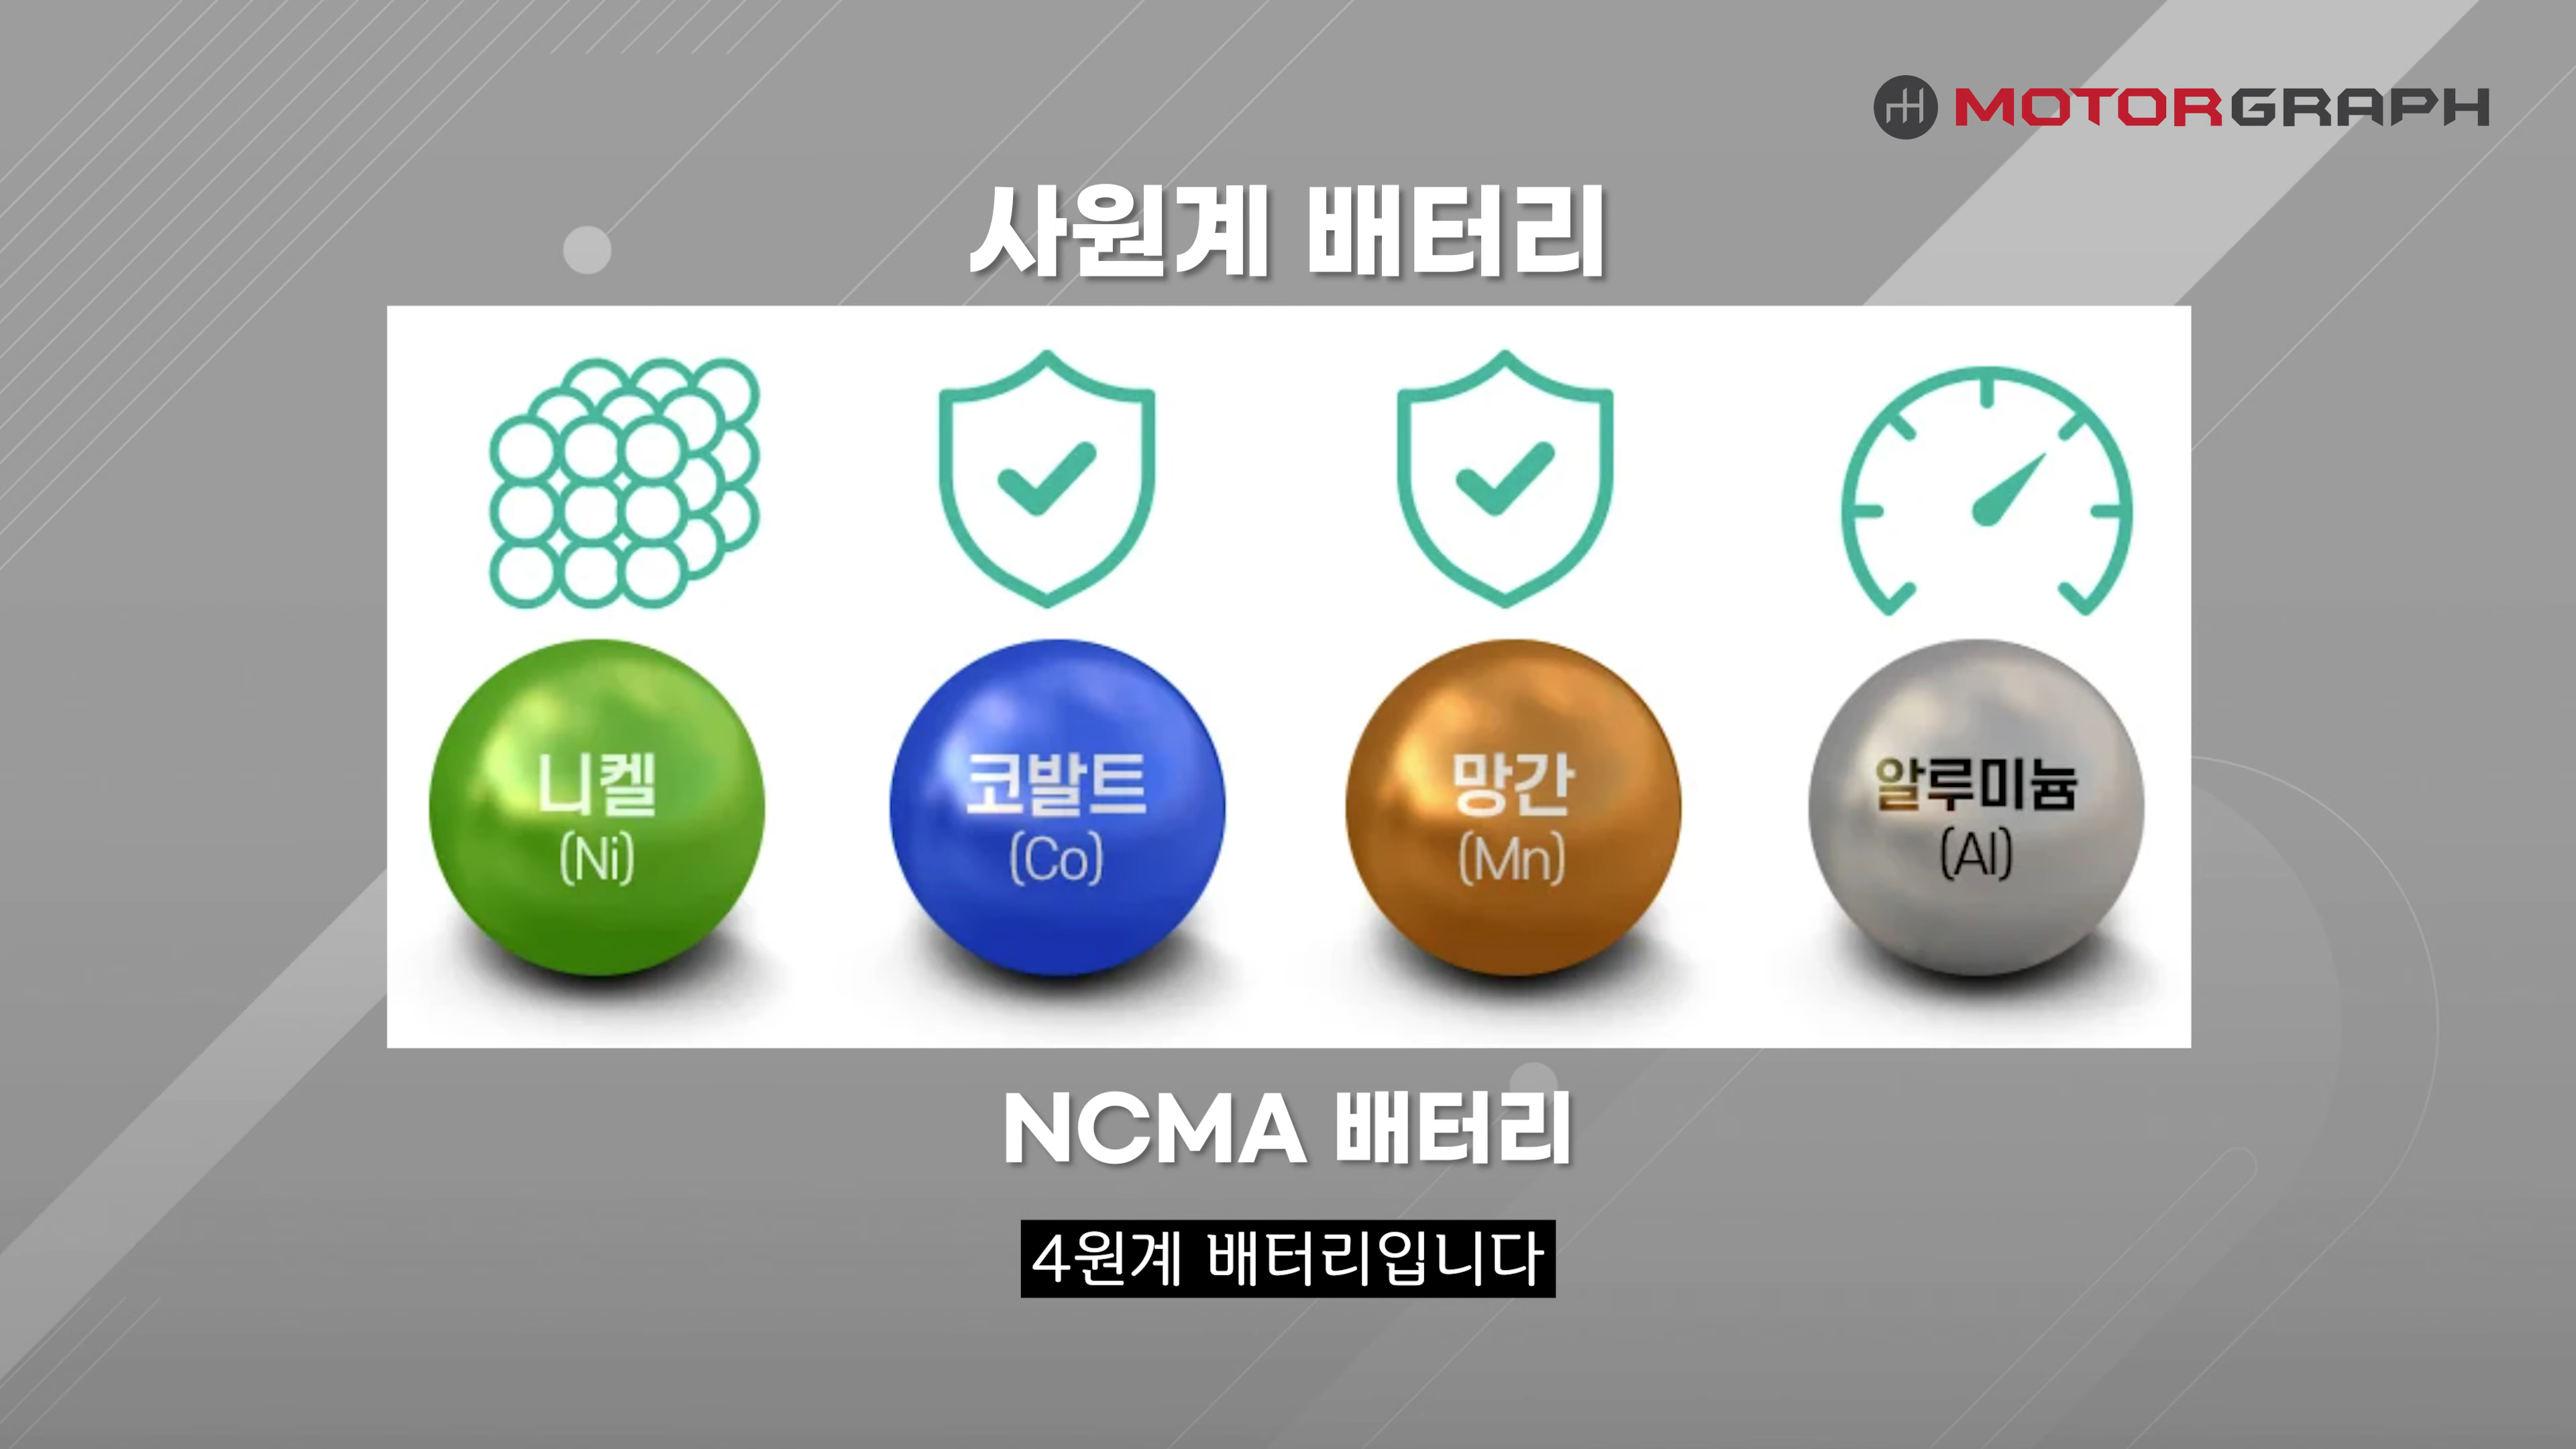 MOTORGRAPH
사원계 배터리
니켈
(Ni)
코발트
(Co)
망간
(Mn)
알루미늄
(Al)
NCMA 배터리
4원계 배터리입니다